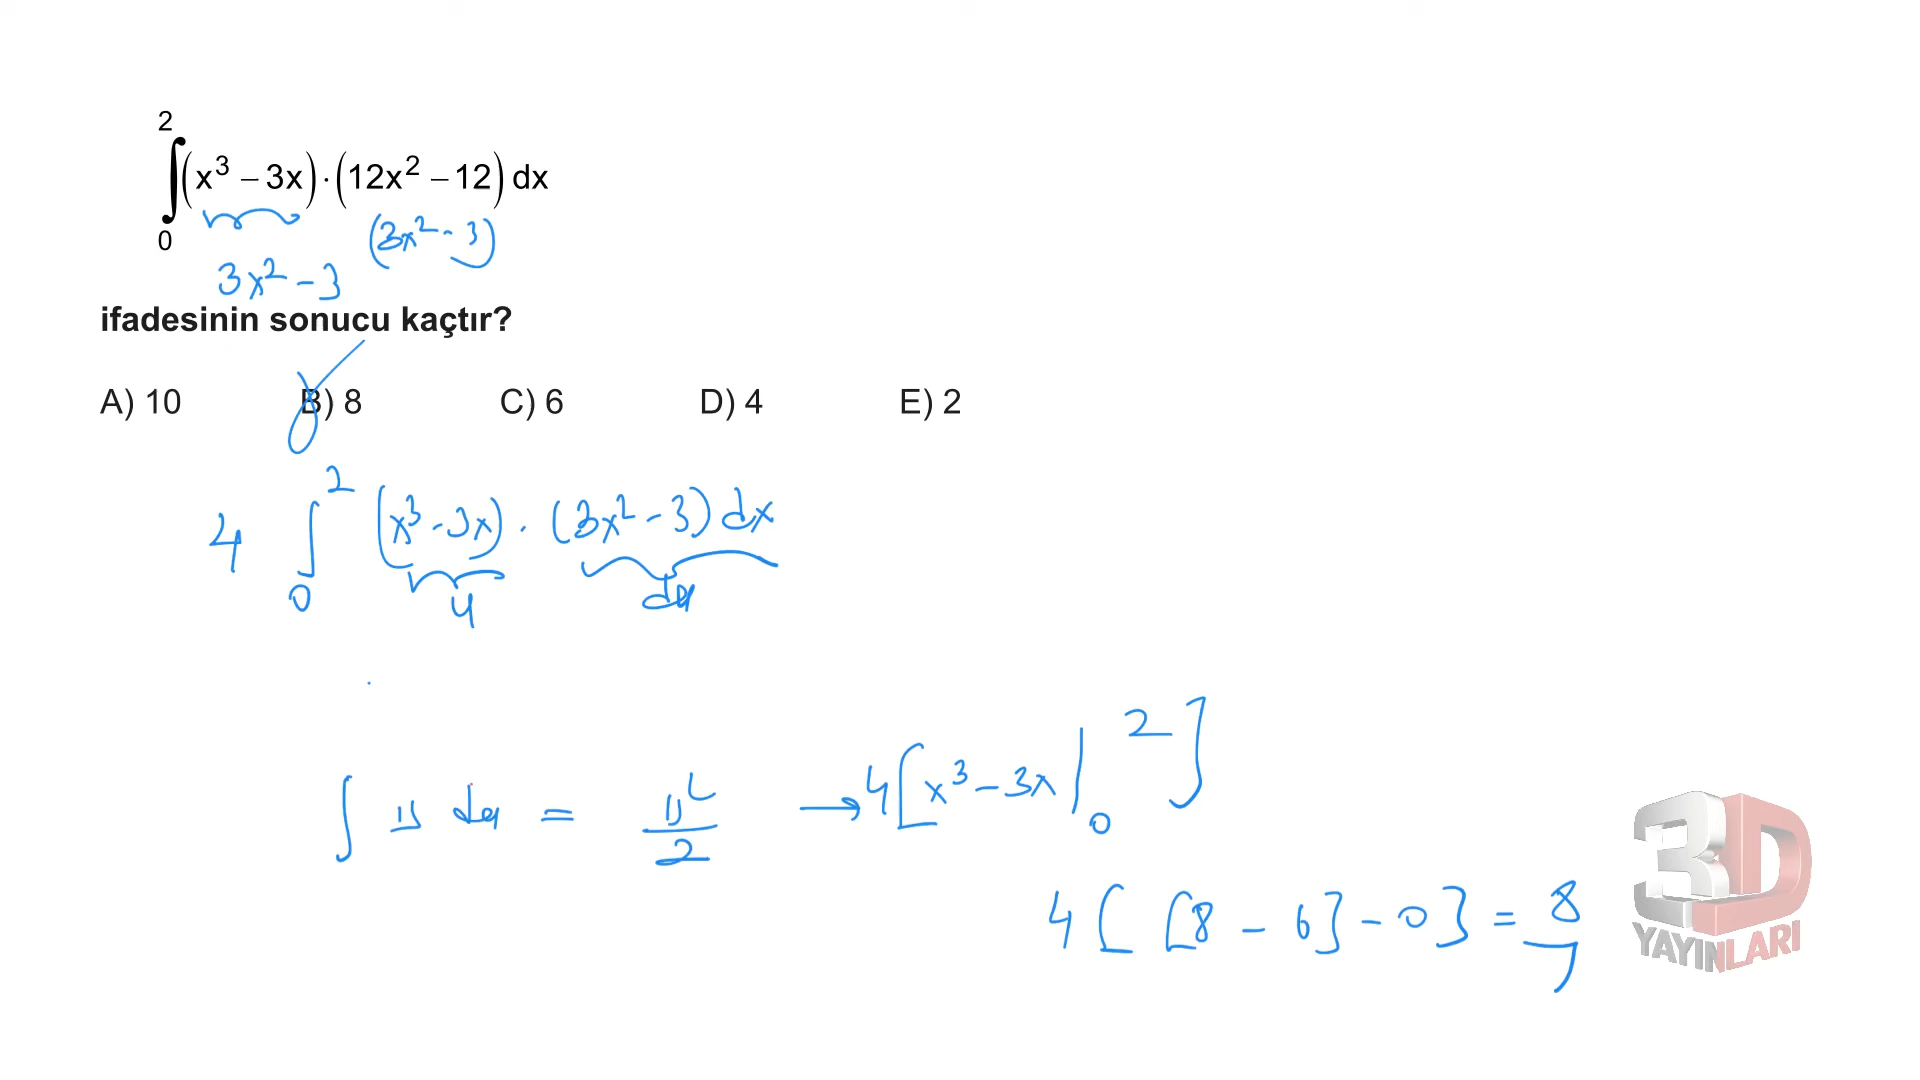 2
∫(x³ − 3x)·(12x² − 12) dx
0
(3x² - 3)
3x² - 3
ifadesinin sonucu kaçtır?
A) 10 B) 8 C) 6 D) 4 E) 2
4 ∫₀² (x³ - 3x) · (3x² - 3) dx
u du
∫ u du = u²/2 → 4[x³ - 3x |₀²]
4[[8 - 6] - 0] = 8
3D
YAYINLARI